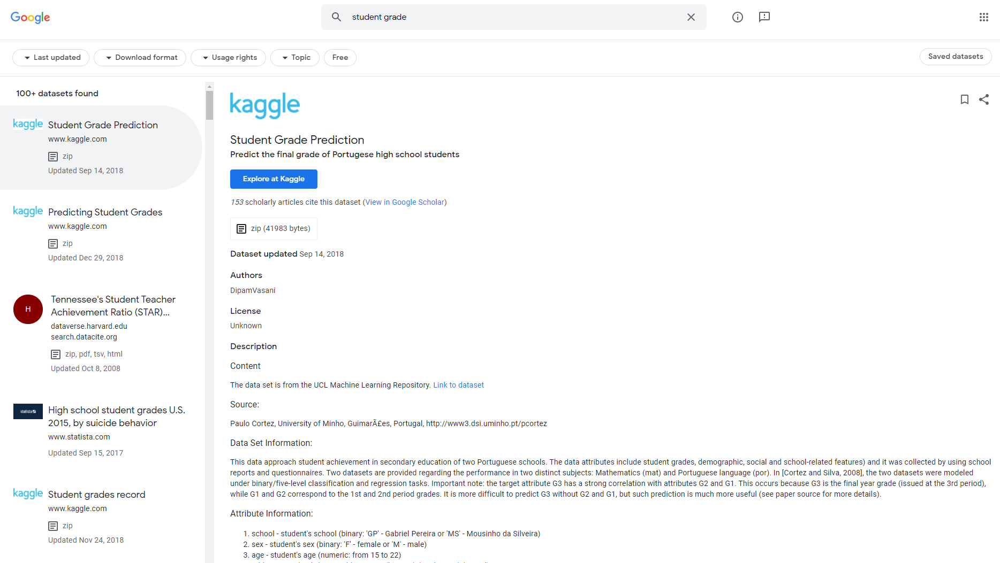 Google
student grade
Last updated
Download format
Usage rights
Topic
Free
Saved datasets
100+ datasets found
kaggle
Student Grade Prediction
www.kaggle.com
zip
Updated Sep 14, 2018
kaggle
Predicting Student Grades
www.kaggle.com
zip
Updated Dec 29, 2018
H
Tennessee's Student Teacher
Achievement Ratio (STAR)...
dataverse.harvard.edu
search.datacite.org
zip, pdf, tsv, html
Updated Oct 8, 2008
statista
High school student grades U.S.
2015, by suicide behavior
www.statista.com
Updated Sep 15, 2017
kaggle
Student grades record
www.kaggle.com
zip
Updated Nov 24, 2018
kaggle
Student Grade Prediction
Predict the final grade of Portugese high school students
Explore at Kaggle
153 scholarly articles cite this dataset (View in Google Scholar)
zip (41983 bytes)
Dataset updated Sep 14, 2018
Authors
DipamVasani
License
Unknown
Description
Content
The data set is from the UCL Machine Learning Repository. Link to dataset
Source:
Paulo Cortez, University of Minho, GuimarÃ£es, Portugal, http://www3.dsi.uminho.pt/pcortez
Data Set Information:
This data approach student achievement in secondary education of two Portuguese schools. The data attributes include student grades, demographic, social and school-related features) and it was collected by using school
reports and questionnaires. Two datasets are provided regarding the performance in two distinct subjects: Mathematics (mat) and Portuguese language (por). In [Cortez and Silva, 2008], the two datasets were modeled
under binary/five-level classification and regression tasks. Important note: the target attribute G3 has a strong correlation with attributes G2 and G1. This occurs because G3 is the final year grade (issued at the 3rd period),
while G1 and G2 correspond to the 1st and 2nd period grades. It is more difficult to predict G3 without G2 and G1, but such prediction is much more useful (see paper source for more details).
Attribute Information:
1. school - student's school (binary: 'GP' - Gabriel Pereira or 'MS' - Mousinho da Silveira)
2. sex - student's sex (binary: 'F' - female or 'M' - male)
3. age - student's age (numeric: from 15 to 22)